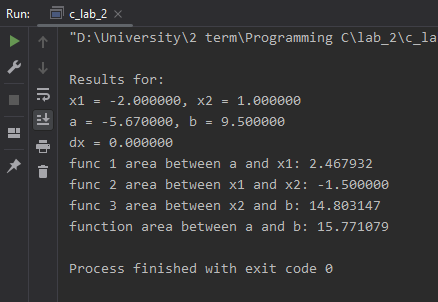 Run: c_lab_2
"D:\University\2 term\Programming C\lab_2\c_la
Results for:
x1 = -2.000000, x2 = 1.000000
a = -5.670000, b = 9.500000
dx = 0.000000
func 1 area between a and x1: 2.467932
func 2 area between x1 and x2: -1.500000
func 3 area between x2 and b: 14.803147
function area between a and b: 15.771079
Process finished with exit code 0